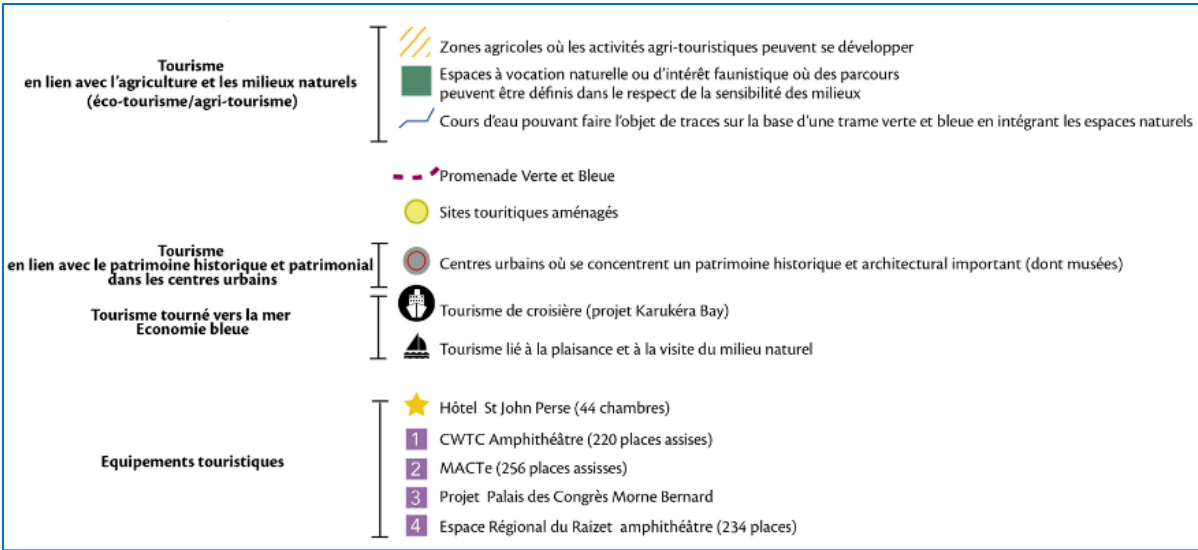 Tourisme
en lien avec l'agriculture et les milieux naturels
(éco-tourisme/agri-tourisme)
Zones agricoles où les activités agri-touristiques peuvent se développer
Espaces à vocation naturelle ou d'intérêt faunistique où des parcours
peuvent être définis dans le respect de la sensibilité des milieux
Cours d'eau pouvant faire l'objet de traces sur la base d'une trame verte et bleue en intégrant les espaces naturels
Promenade Verte et Bleue
Sites touritiques aménagés
Tourisme
en lien avec le patrimoine historique et patrimonial
dans les centres urbains
Centres urbains où se concentrent un patrimoine historique et architectural important (dont musées)
Tourisme tourné vers la mer
Economie bleue
Tourisme de croisière (projet Karukéra Bay)
Tourisme lié à la plaisance et à la visite du milieu naturel
Equipements touristiques
Hôtel St John Perse (44 chambres)
1 CWTC Amphithéâtre (220 places assises)
2 MACTe (256 places assisses)
3 Projet Palais des Congrès Morne Bernard
4 Espace Régional du Raizet amphithéâtre (234 places)